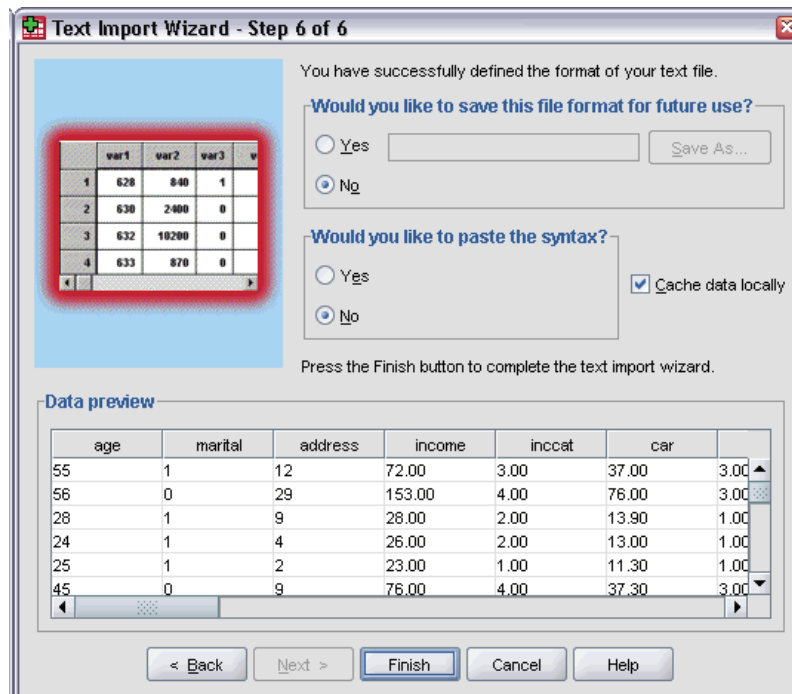 Text Import Wizard - Step 6 of 6
You have successfully defined the format of your text file.
Would you like to save this file format for future use?
Yes
Save As...
No
var1 var2 var3 v
1 628 840 1
2 630 2400 0
3 632 10200 0
4 633 870 0
Would you like to paste the syntax?
Yes
No
Cache data locally
Press the Finish button to complete the text import wizard.
Data preview
age marital address income inccat car
55 1 12 72.00 3.00 37.00 3.00
56 0 29 153.00 4.00 76.00 3.00
28 1 9 28.00 2.00 13.90 1.00
24 1 4 26.00 2.00 13.00 1.00
25 1 2 23.00 1.00 11.30 1.00
45 0 9 76.00 4.00 37.30 3.00
< Back
Next >
Finish
Cancel
Help